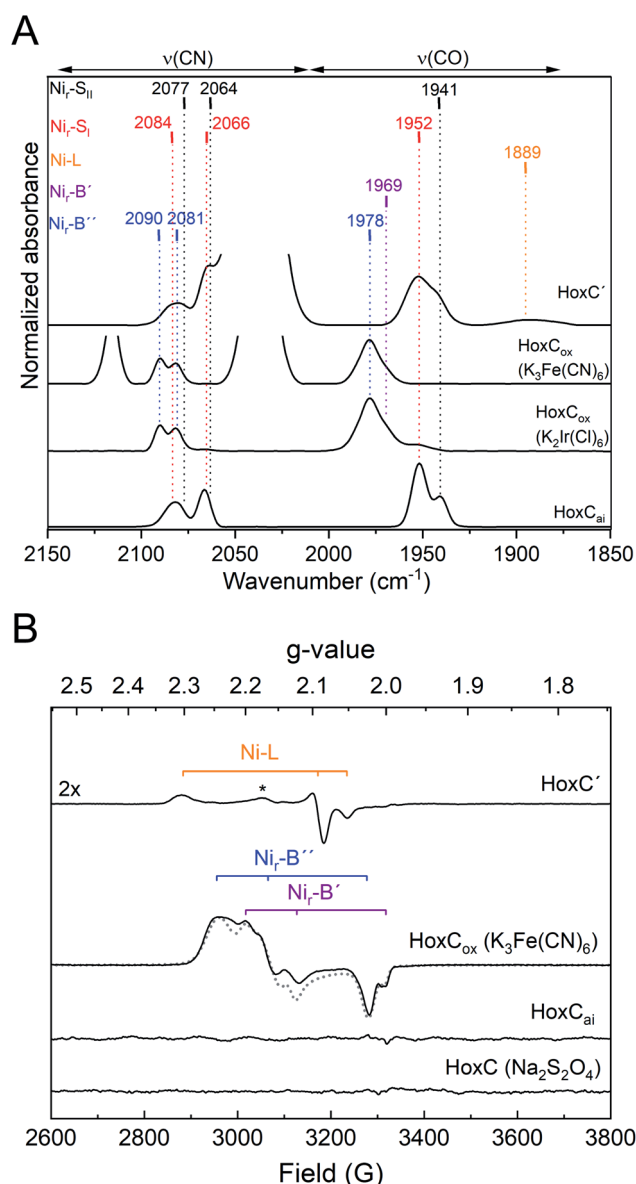 A
ν(CN) ν(CO)
Niᵣ-S_II 2077 2064 1941
Niᵣ-S_I 2084 2066 1952
Ni-L 1889
Niᵣ-B´ 1969
Niᵣ-B´´ 2090 2081 1978
HoxC´
HoxCₒₓ
(K₃Fe(CN)₆)
HoxCₒₓ
(K₂Ir(Cl)₆)
HoxCₐᵢ
Normalized absorbance
2150 2100 2050 2000 1950 1900 1850
Wavenumber (cm⁻¹)
B
g-value
2.5 2.4 2.3 2.2 2.1 2.0 1.9 1.8
Ni-L
2x * HoxC´
Niᵣ-B´´
Niᵣ-B´
HoxCₒₓ (K₃Fe(CN)₆)
HoxCₐᵢ
HoxC (Na₂S₂O₄)
2600 2800 3000 3200 3400 3600 3800
Field (G)